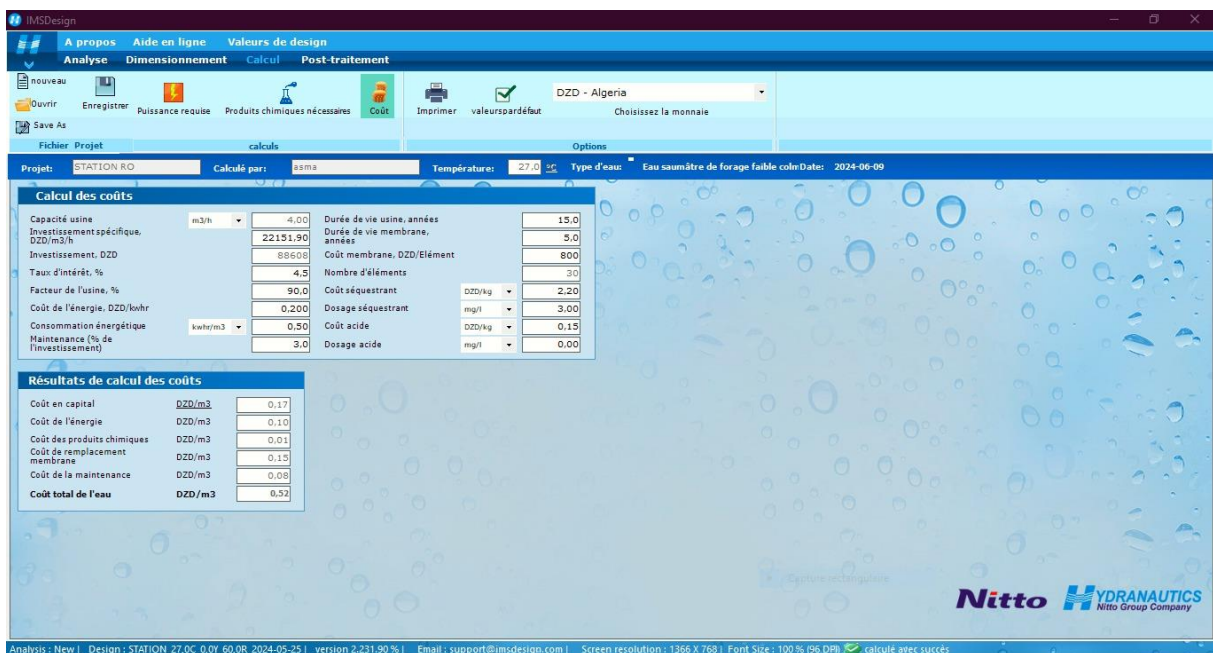 IMSDesign
A propos Aide en ligne Valeurs de design
Analyse Dimensionnement Calcul Post-traitement
nouveau
Ouvrir
Save As
Enregistrer
Puissance requise
Produits chimiques nécessaires
Coût
Imprimer
valeurspardéfaut
DZD - Algeria
Choisissez la monnaie
Fichier Projet calculs Options
Projet: STATION RO Calculé par: asma Température: 27.0 ºC Type d'eau: Eau saumâtre de forage faible colm Date: 2024-06-09
Calcul des coûts
Capacité usine m3/h 4,00 Durée de vie usine, années 15,0
Investissement spécifique, DZD/m3/h 22151,90 Durée de vie membrane, années 5,0
Investissement, DZD 88608 Coût membrane, DZD/Elément 800
Taux d'intérêt, % 4,5 Nombre d'éléments 30
Facteur de l'usine, % 90,0 Coût séquestrant DZD/kg 2,20
Coût de l'énergie, DZD/kwhr 0,200 Dosage séquestrant mg/l 3,00
Consommation énergétique kwhr/m3 0,50 Coût acide DZD/kg 0,15
Maintenance (% de l'investissement) 3,0 Dosage acide mg/l 0,00
Résultats de calcul des coûts
Coût en capital DZD/m3 0,17
Coût de l'énergie DZD/m3 0,10
Coût des produits chimiques DZD/m3 0,01
Coût de remplacement membrane DZD/m3 0,15
Coût de la maintenance DZD/m3 0,08
Coût total de l'eau DZD/m3 0,52
Capture rectangulaire
Nitto HYDRANAUTICS
Nitto Group Company
Analysis : New | Design : STATION_27.0C_0.0Y_60.0R_2024-05-25 | version 2.231.90 % | Email : support@imsdesign.com | Screen resolution : 1366 X 768 | Font Size : 100 % (96 DPI) calculé avec succès